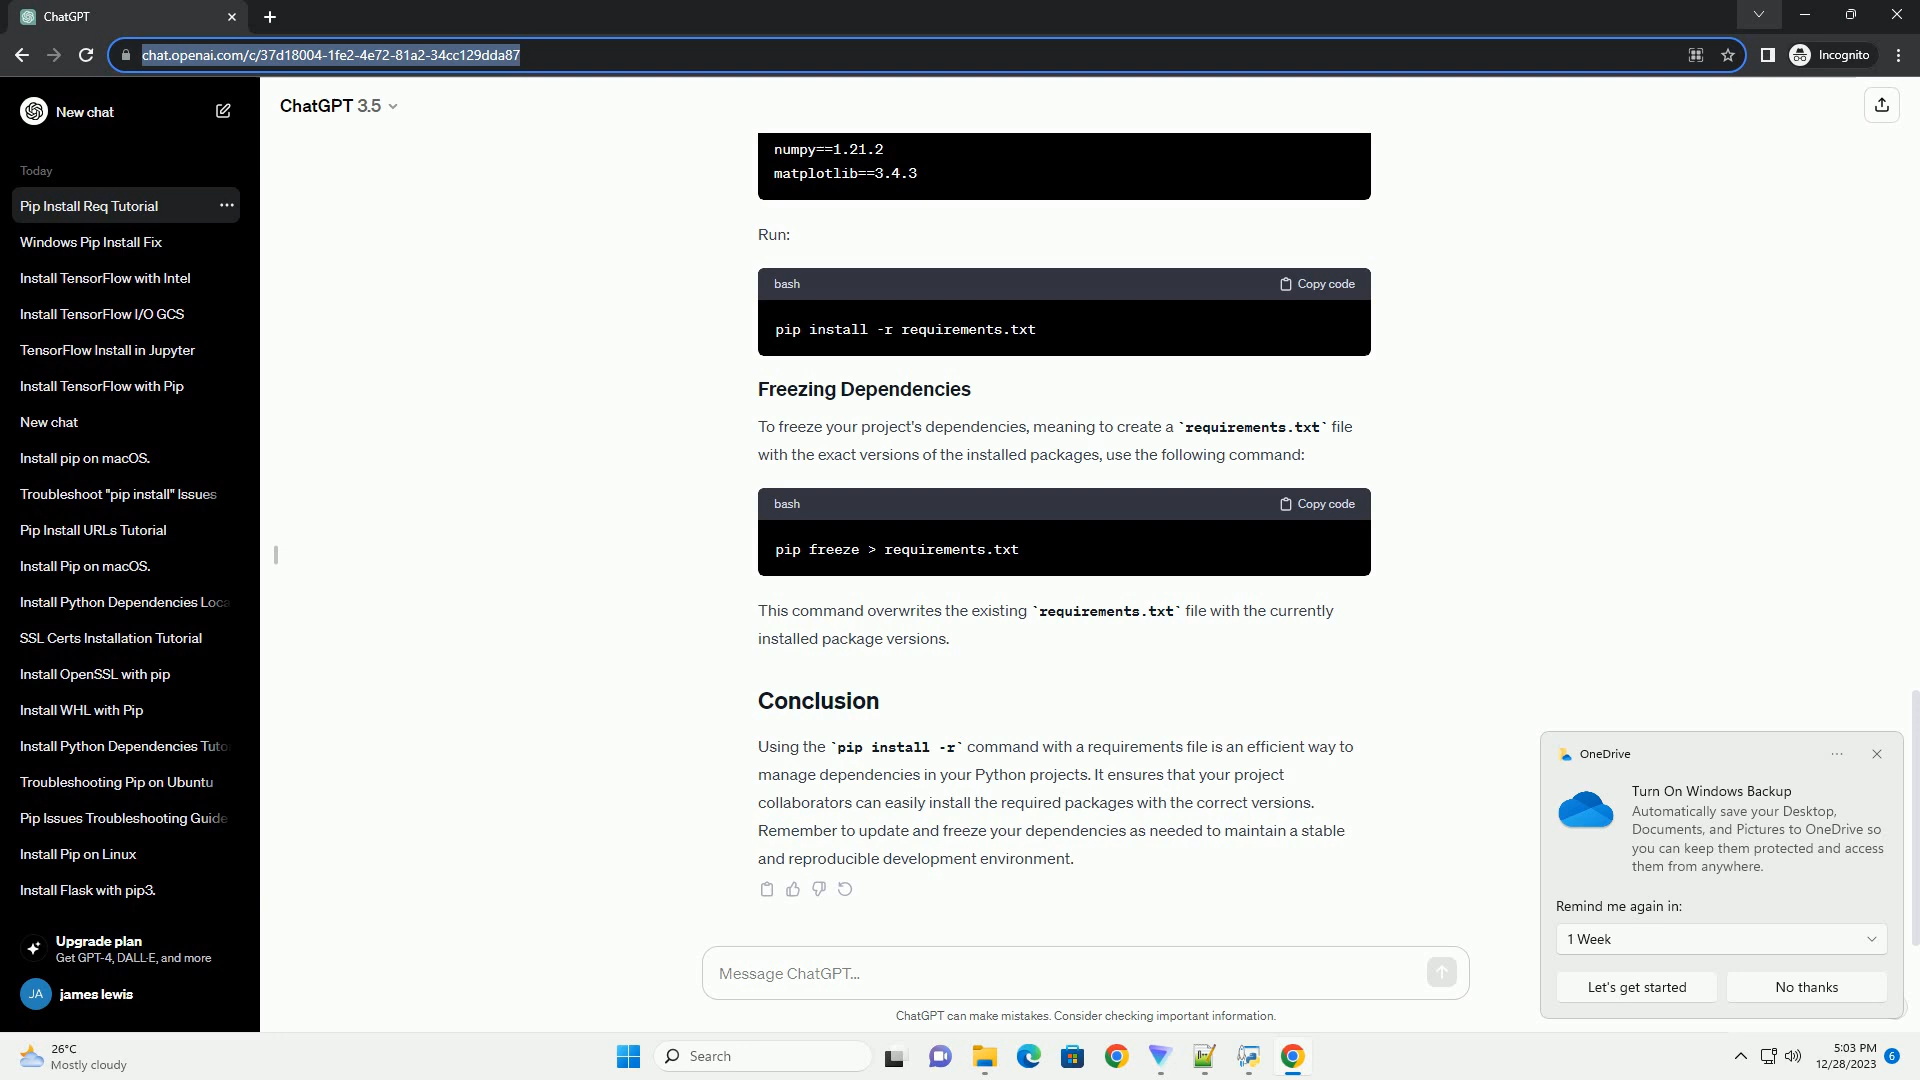 ChatGPT
chat.openai.com/c/37d18004-1fe2-4e72-81a2-34cc129dda87
Incognito
New chat
ChatGPT 3.5
Today
Pip Install Req Tutorial
Windows Pip Install Fix
Install TensorFlow with Intel
Install TensorFlow I/O GCS
TensorFlow Install in Jupyter
Install TensorFlow with Pip
New chat
Install pip on macOS.
Troubleshoot "pip install" Issues
Pip Install URLs Tutorial
Install Pip on macOS.
Install Python Dependencies Loca
SSL Certs Installation Tutorial
Install OpenSSL with pip
Install WHL with Pip
Install Python Dependencies Tuto
Troubleshooting Pip on Ubuntu
Pip Issues Troubleshooting Guide
Install Pip on Linux
Install Flask with pip3.
Upgrade plan
Get GPT-4, DALL·E, and more
JA
james lewis
numpy==1.21.2
matplotlib==3.4.3
Run:
bash
Copy code
pip install -r requirements.txt
Freezing Dependencies
To freeze your project's dependencies, meaning to create a `requirements.txt` file
with the exact versions of the installed packages, use the following command:
bash
Copy code
pip freeze > requirements.txt
This command overwrites the existing `requirements.txt` file with the currently
installed package versions.
Conclusion
Using the `pip install -r` command with a requirements file is an efficient way to
manage dependencies in your Python projects. It ensures that your project
collaborators can easily install the required packages with the correct versions.
Remember to update and freeze your dependencies as needed to maintain a stable
and reproducible development environment.
Message ChatGPT...
ChatGPT can make mistakes. Consider checking important information.
OneDrive
Turn On Windows Backup
Automatically save your Desktop,
Documents, and Pictures to OneDrive so
you can keep them protected and access
them from anywhere.
Remind me again in:
1 Week
Let's get started
No thanks
26°C
Mostly cloudy
Search
5:03 PM
12/28/2023
6